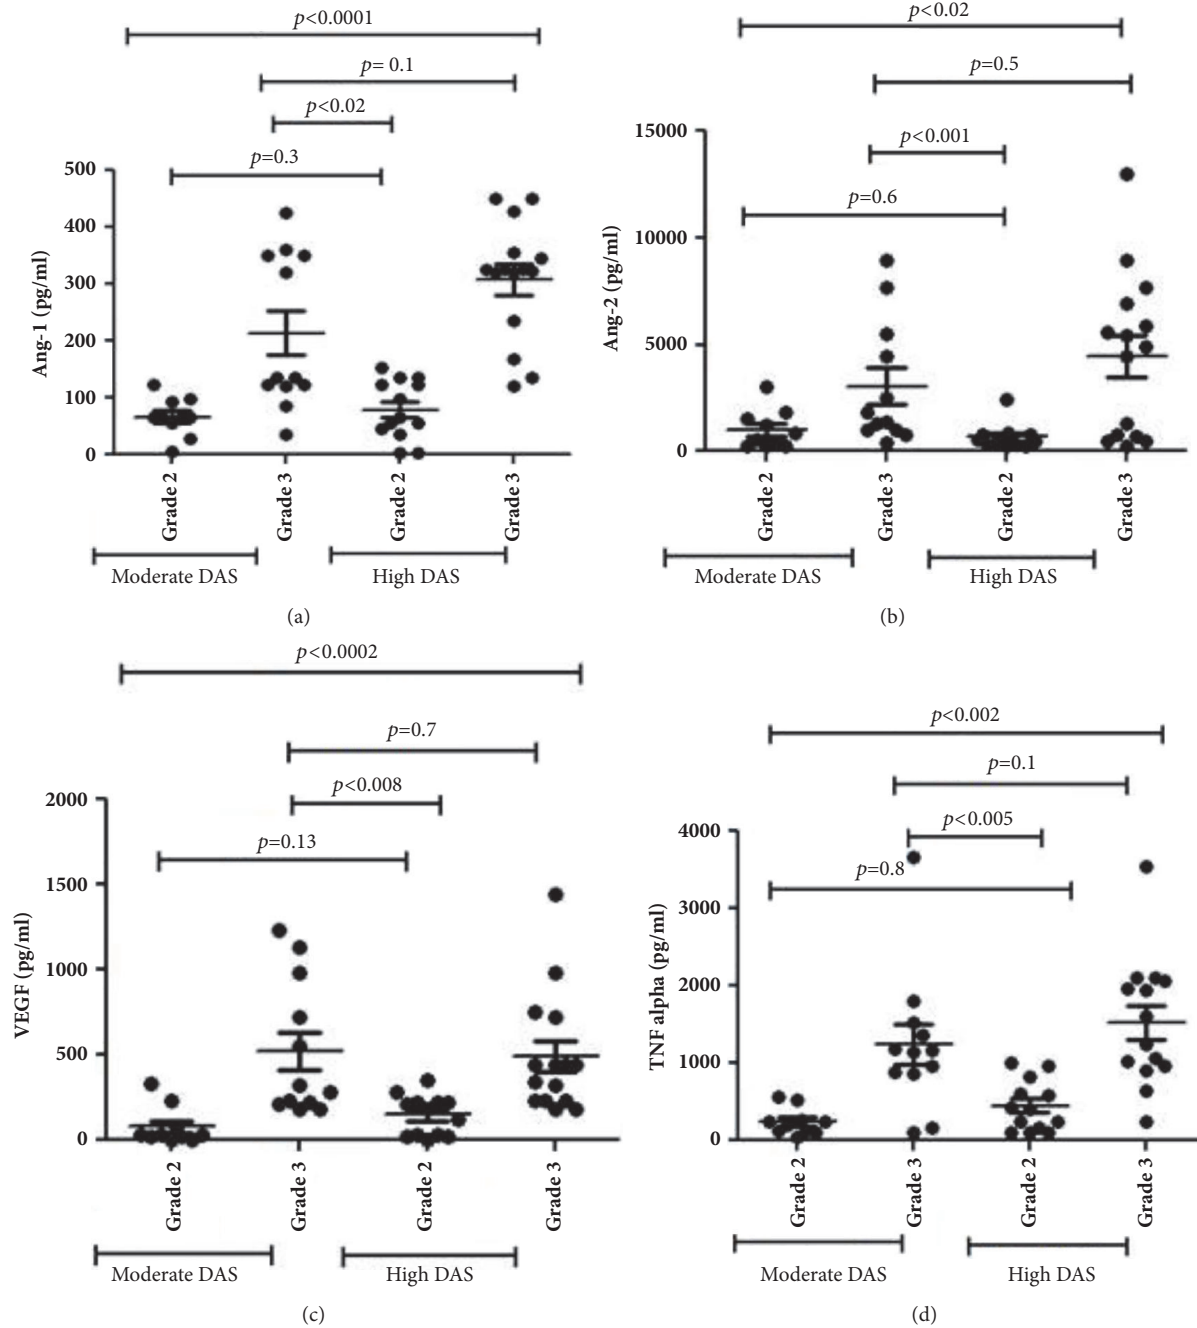 p<0.0001
p= 0.1
p<0.02
p=0.3
500
400
300
200
100
0
Ang-1 (pg/ml)
Grade 2
Grade 3
Grade 2
Grade 3
Moderate DAS
High DAS
(a)
p<0.02
p=0.5
p<0.001
p=0.6
15000
10000
5000
0
Ang-2 (pg/ml)
Grade 2
Grade 3
Grade 2
Grade 3
Moderate DAS
High DAS
(b)
p<0.0002
p=0.7
p<0.008
p=0.13
2000
1500
1000
500
0
VEGF (pg/ml)
Grade 2
Grade 3
Grade 2
Grade 3
Moderate DAS
High DAS
(c)
p<0.002
p=0.1
p<0.005
p=0.8
4000
3000
2000
1000
0
TNF alpha (pg/ml)
Grade 2
Grade 3
Grade 2
Grade 3
Moderate DAS
High DAS
(d)